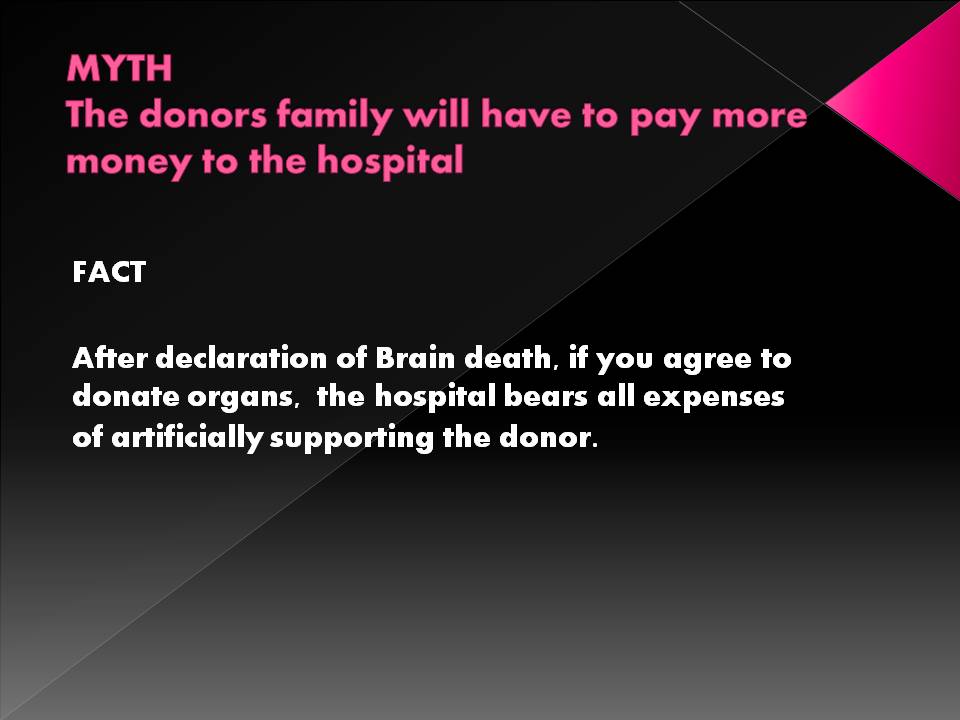 MYTH
The donors family will have to pay more
money to the hospital
FACT
After declaration of Brain death, if you agree to
donate organs,  the hospital bears all expenses
of artificially supporting the donor.